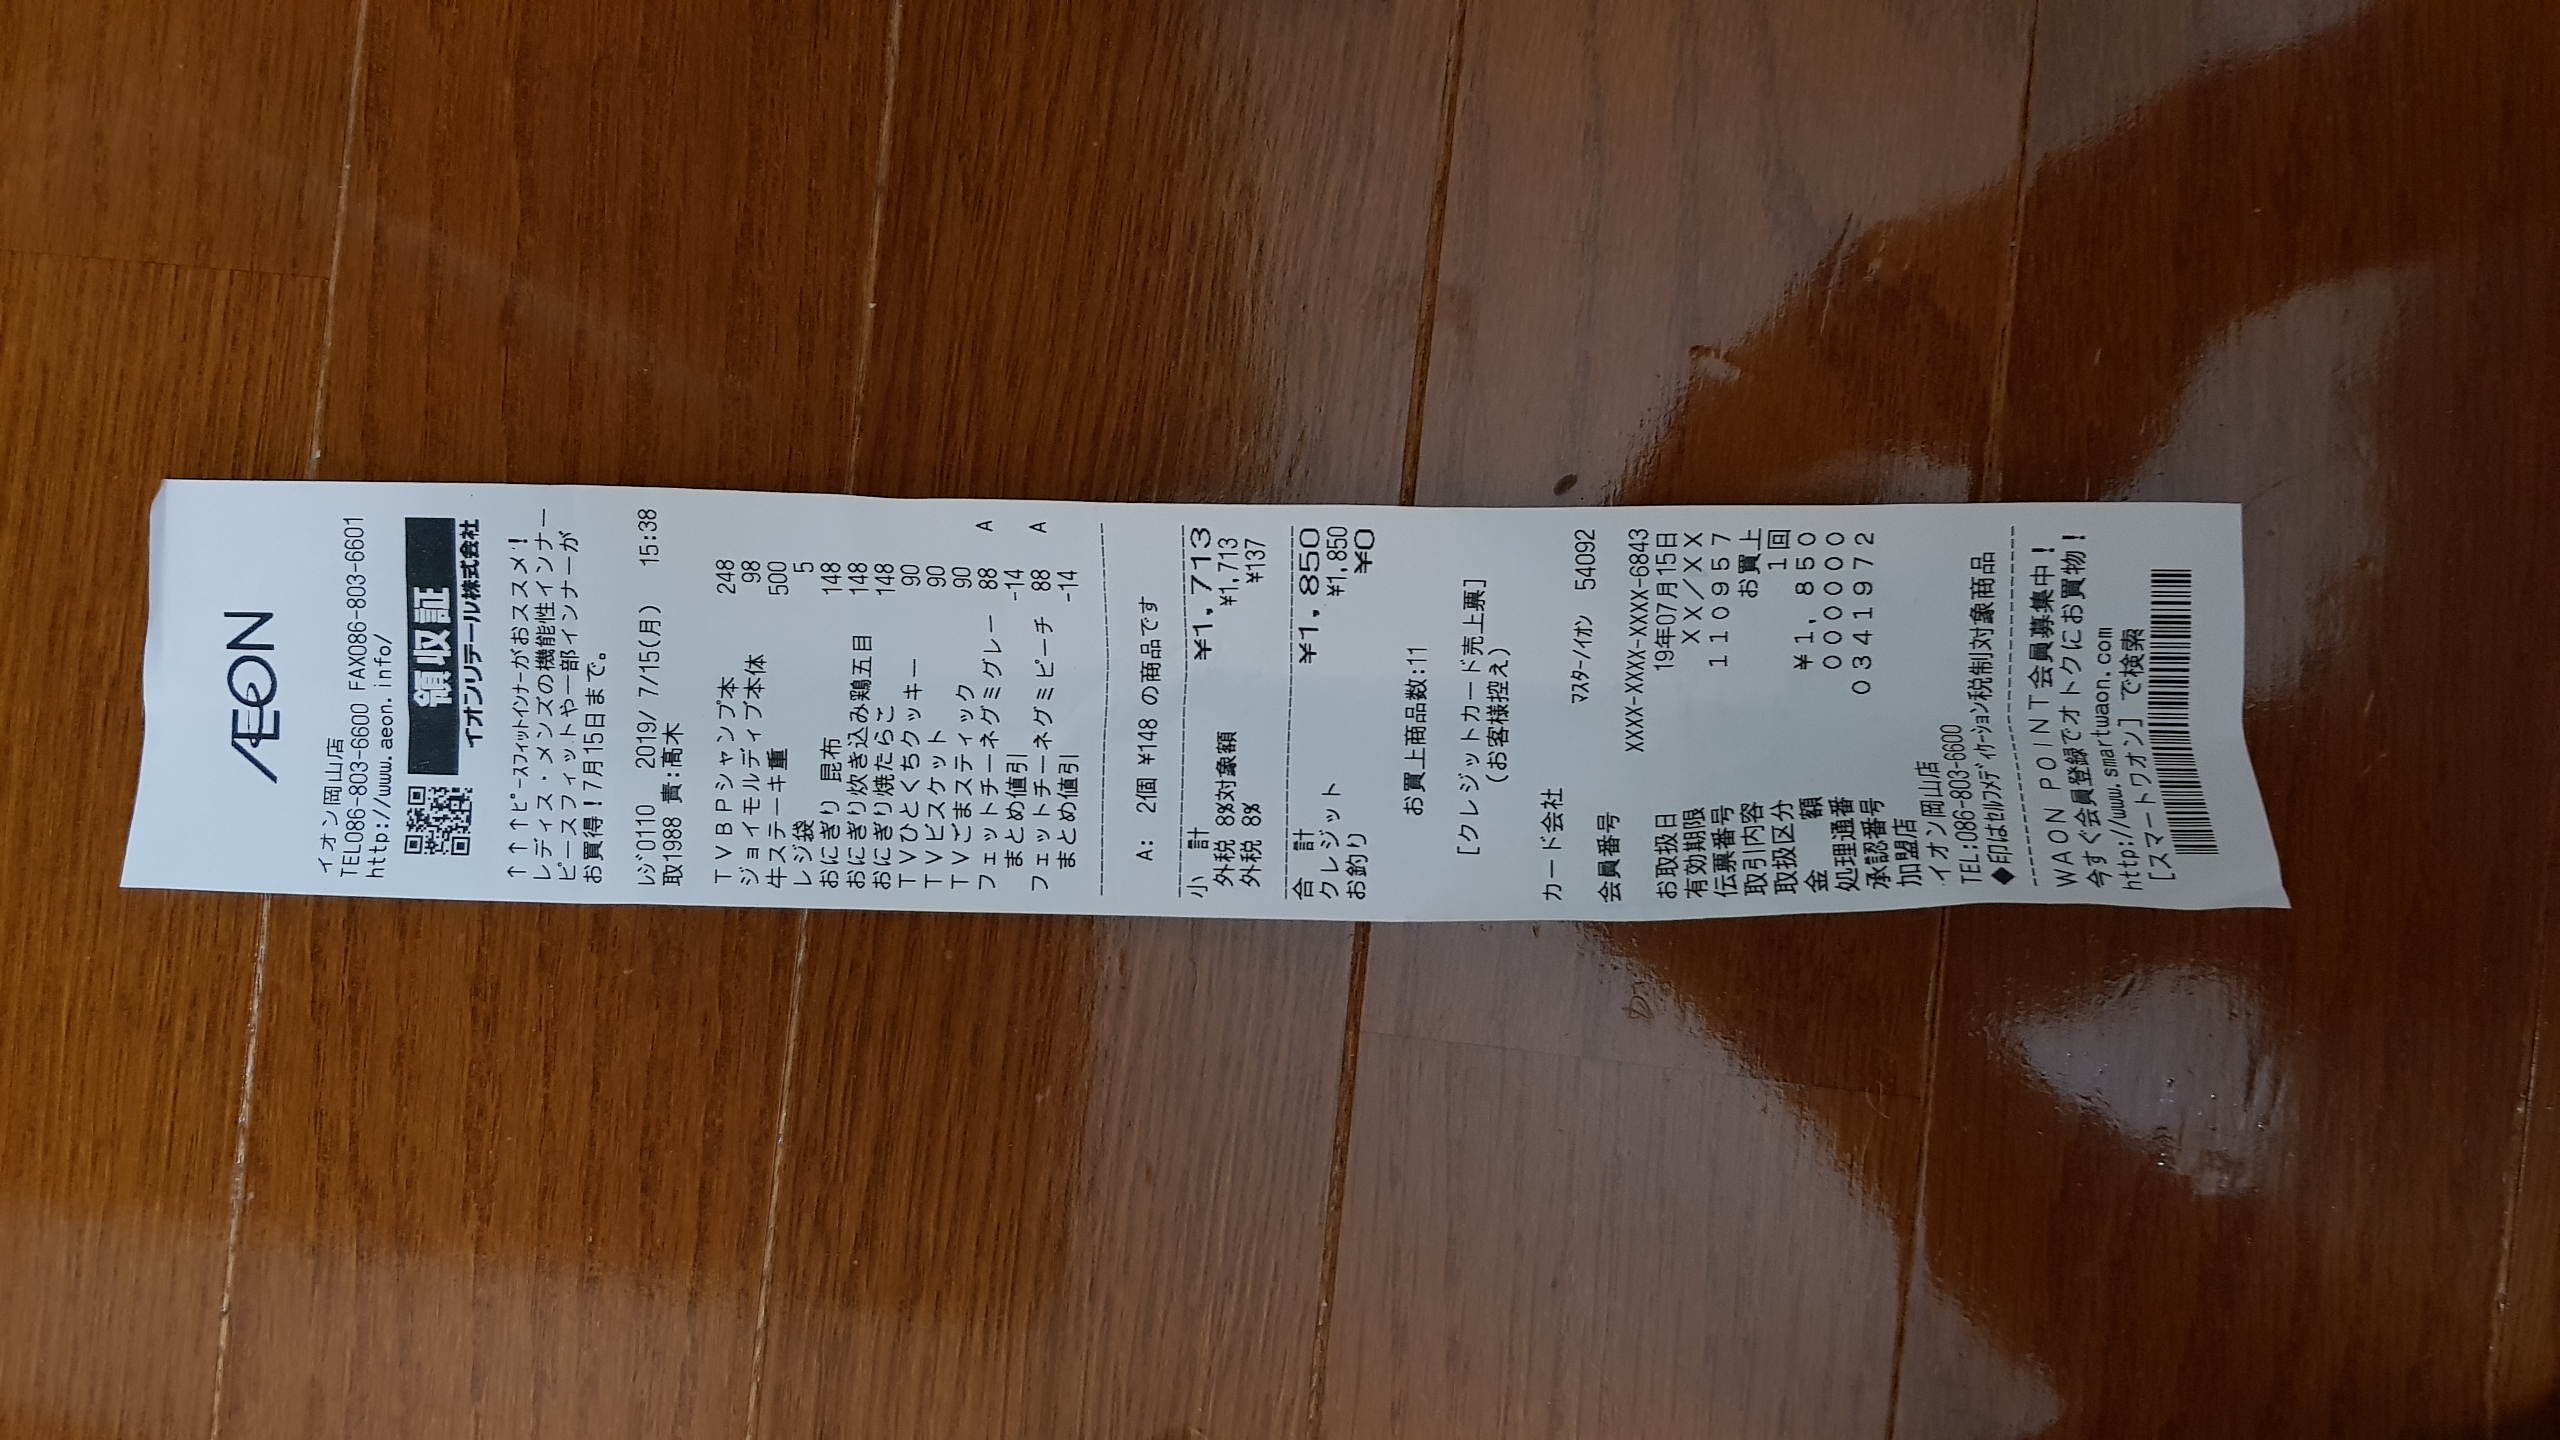 ÆON
イオン岡山店
TEL086-803-6600 FAX086-803-6601
http://www.aeon.info/
領収証
イオンリテール株式会社
↑↑↑ピースフィットインナーがおススメ!
レディス・メンズの機能性インナー
ピースフィットや一部インナーが
お買得!7月15日まで。
レジ0110 2019/ 7/15(月) 15:38
取1988 責:髙木
TVBPシャンプ本 248
ジョイモルディブ本体 98
牛ステーキ重 500
レジ袋 5
おにぎり 昆布 148
おにぎり炊き込み鶏五目 148
おにぎり焼たらこ 148
TVひとくちクッキー 90
TVビスケット 90
TVごまスティック 90
フェットチーネグミグレー 88 A
まとめ値引 -14
フェットチーネグミピーチ 88 A
まとめ値引 -14
A: 2個 ¥148 の商品です
小 計 ¥1,713
外税 8%対象額 ¥1,713
外税 8% ¥137
合 計 ¥1,850
クレジット ¥1,850
お釣り ¥0
お買上商品数:11
[クレジットカード売上票]
(お客様控え)
カード会社
マスター/イオン 54092
会員番号
XXXX-XXXX-XXXX-6843
お取扱日 19年07月15日
有効期限 XX/XX
伝票番号 110957
取引内容 お買上
取扱区分 1回
金 額 ¥1,850
処理通番 000000
承認番号 0341972
加盟店
イオン岡山店
TEL:086-803-6600
◆印はセルフメディケーション税制対象商品
WAON POINT会員募集中!
今すぐ会員登録でオトクにお買物!
http://www.smartwaon.com
[スマートワオン] で検索